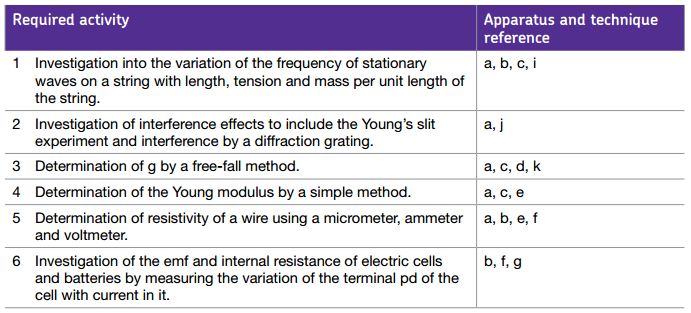 Required activity
Apparatus and technique
reference
1 Investigation into the variation of the frequency of stationary
waves on a string with length, tension and mass per unit length of
the string.
a, b, c, i
2 Investigation of interference effects to include the Young’s slit
experiment and interference by a diffraction grating.
a, j
3 Determination of g by a free-fall method.
a, c, d, k
4 Determination of the Young modulus by a simple method.
a, c, e
5 Determination of resistivity of a wire using a micrometer, ammeter
and voltmeter.
a, b, e, f
6 Investigation of the emf and internal resistance of electric cells
and batteries by measuring the variation of the terminal pd of the
cell with current in it.
b, f, g